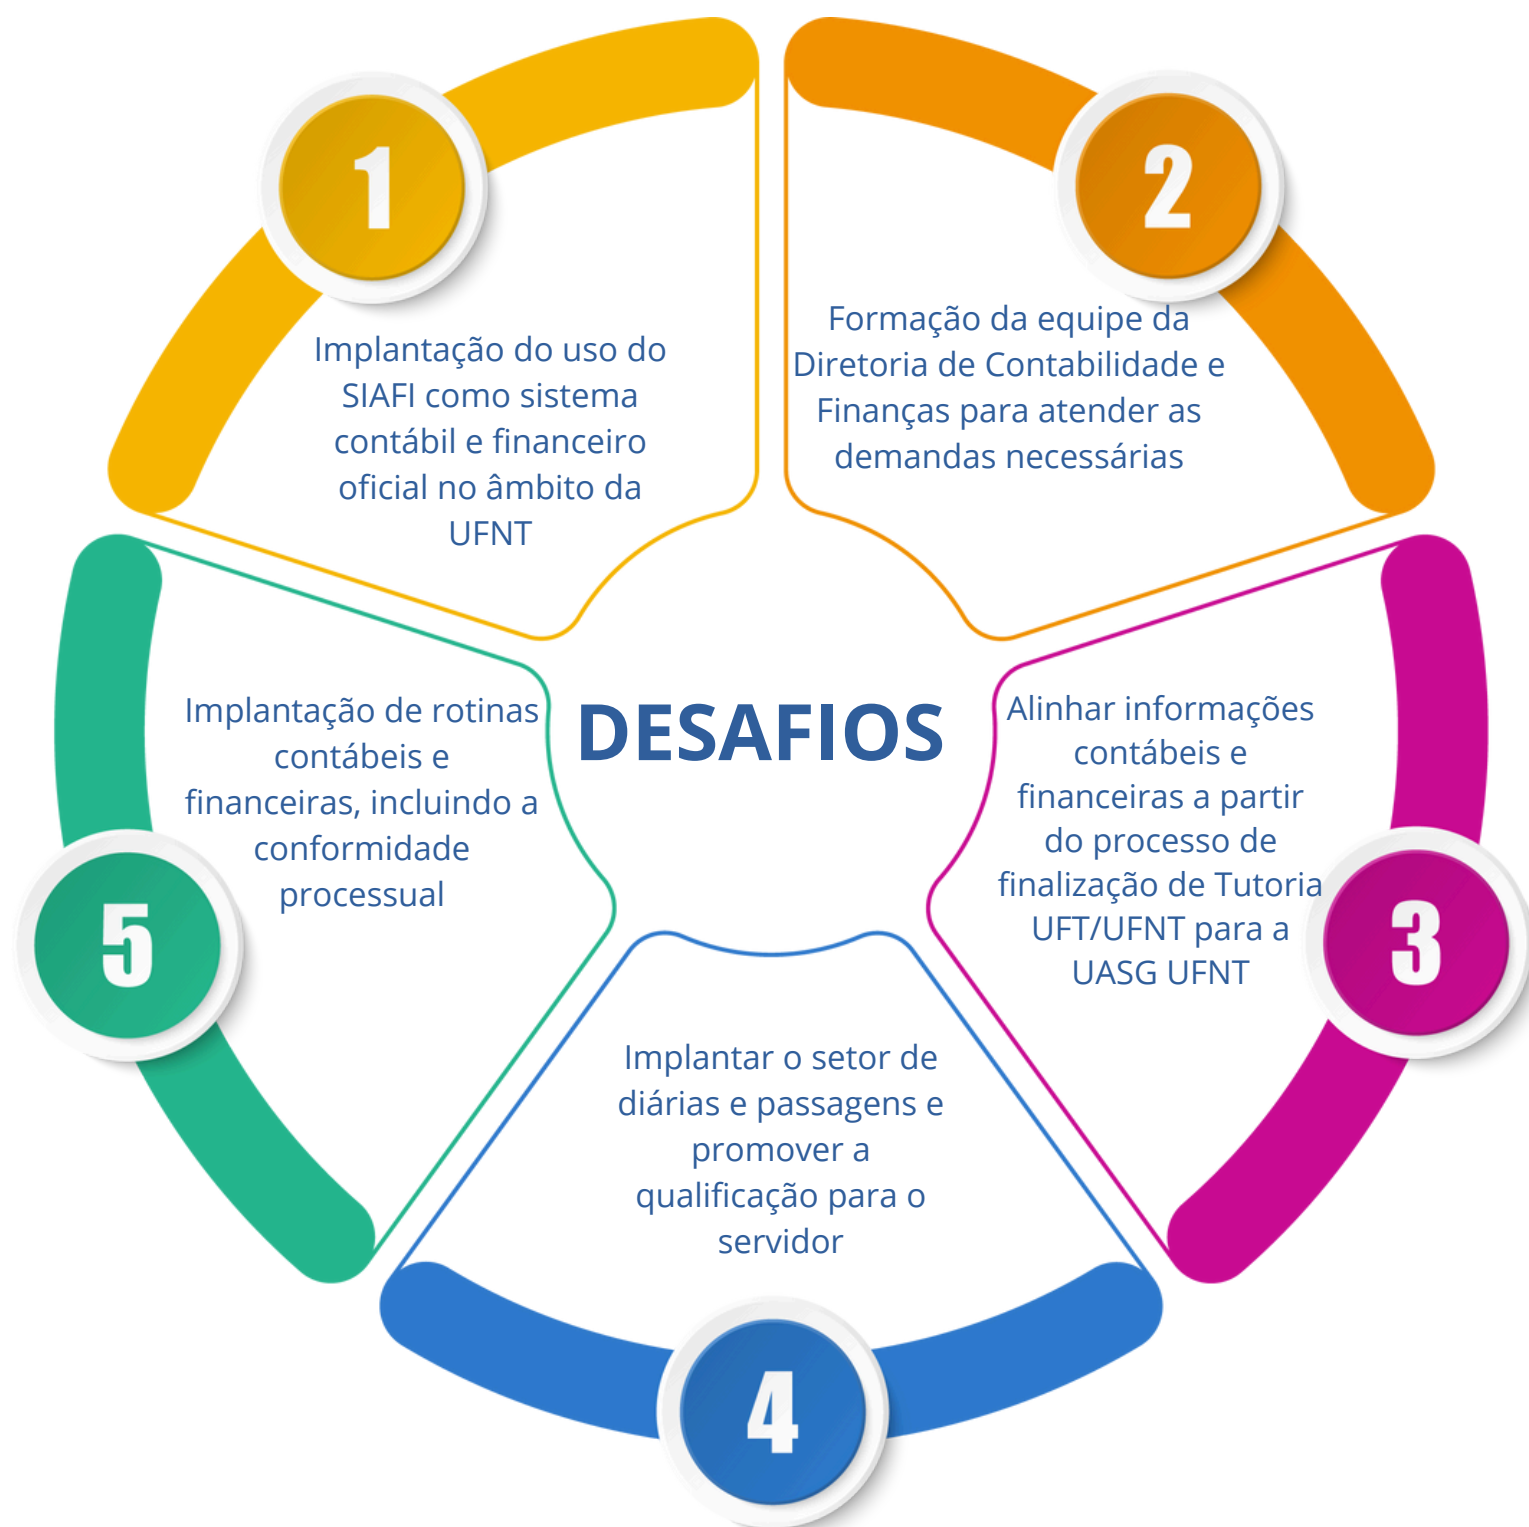 1
Implantação do uso do
SIAFI como sistema
contábil e financeiro
oficial no âmbito da
UFNT
2
Formação da equipe da
Diretoria de Contabilidade e
Finanças para atender as
demandas necessárias
DESAFIOS
3
Alinhar informações
contábeis e
financeiras a partir
do processo de
finalização de Tutoria
UFT/UFNT para a
UASG UFNT
4
Implantar o setor de
diárias e passagens e
promover a
qualificação para o
servidor
5
Implantação de rotinas
contábeis e
financeiras, incluindo a
conformidade
processual